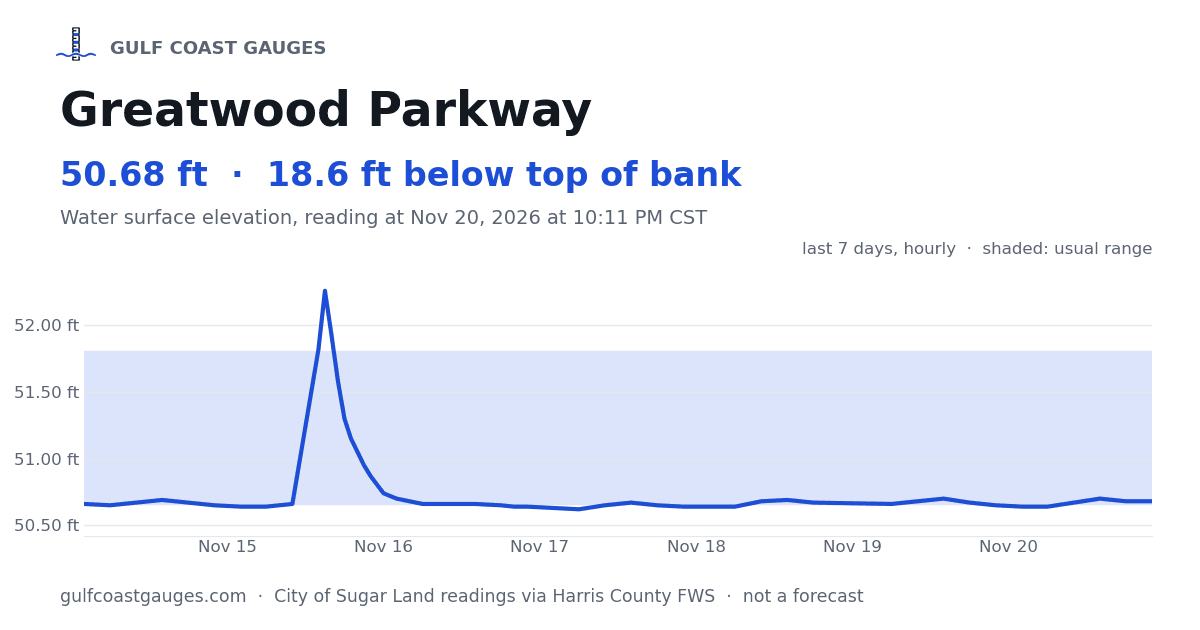 GULF COAST GAUGES
Greatwood Parkway
50.68 ft · 18.6 ft below top of bank
Water surface elevation, reading at Nov 20, 2026 at 10:11 PM CST
last 7 days, hourly · shaded: usual range
52.00 ft
51.50 ft
51.00 ft
50.50 ft
Nov 15 Nov 16 Nov 17 Nov 18 Nov 19 Nov 20
gulfcoastgauges.com · City of Sugar Land readings via Harris County FWS · not a forecast